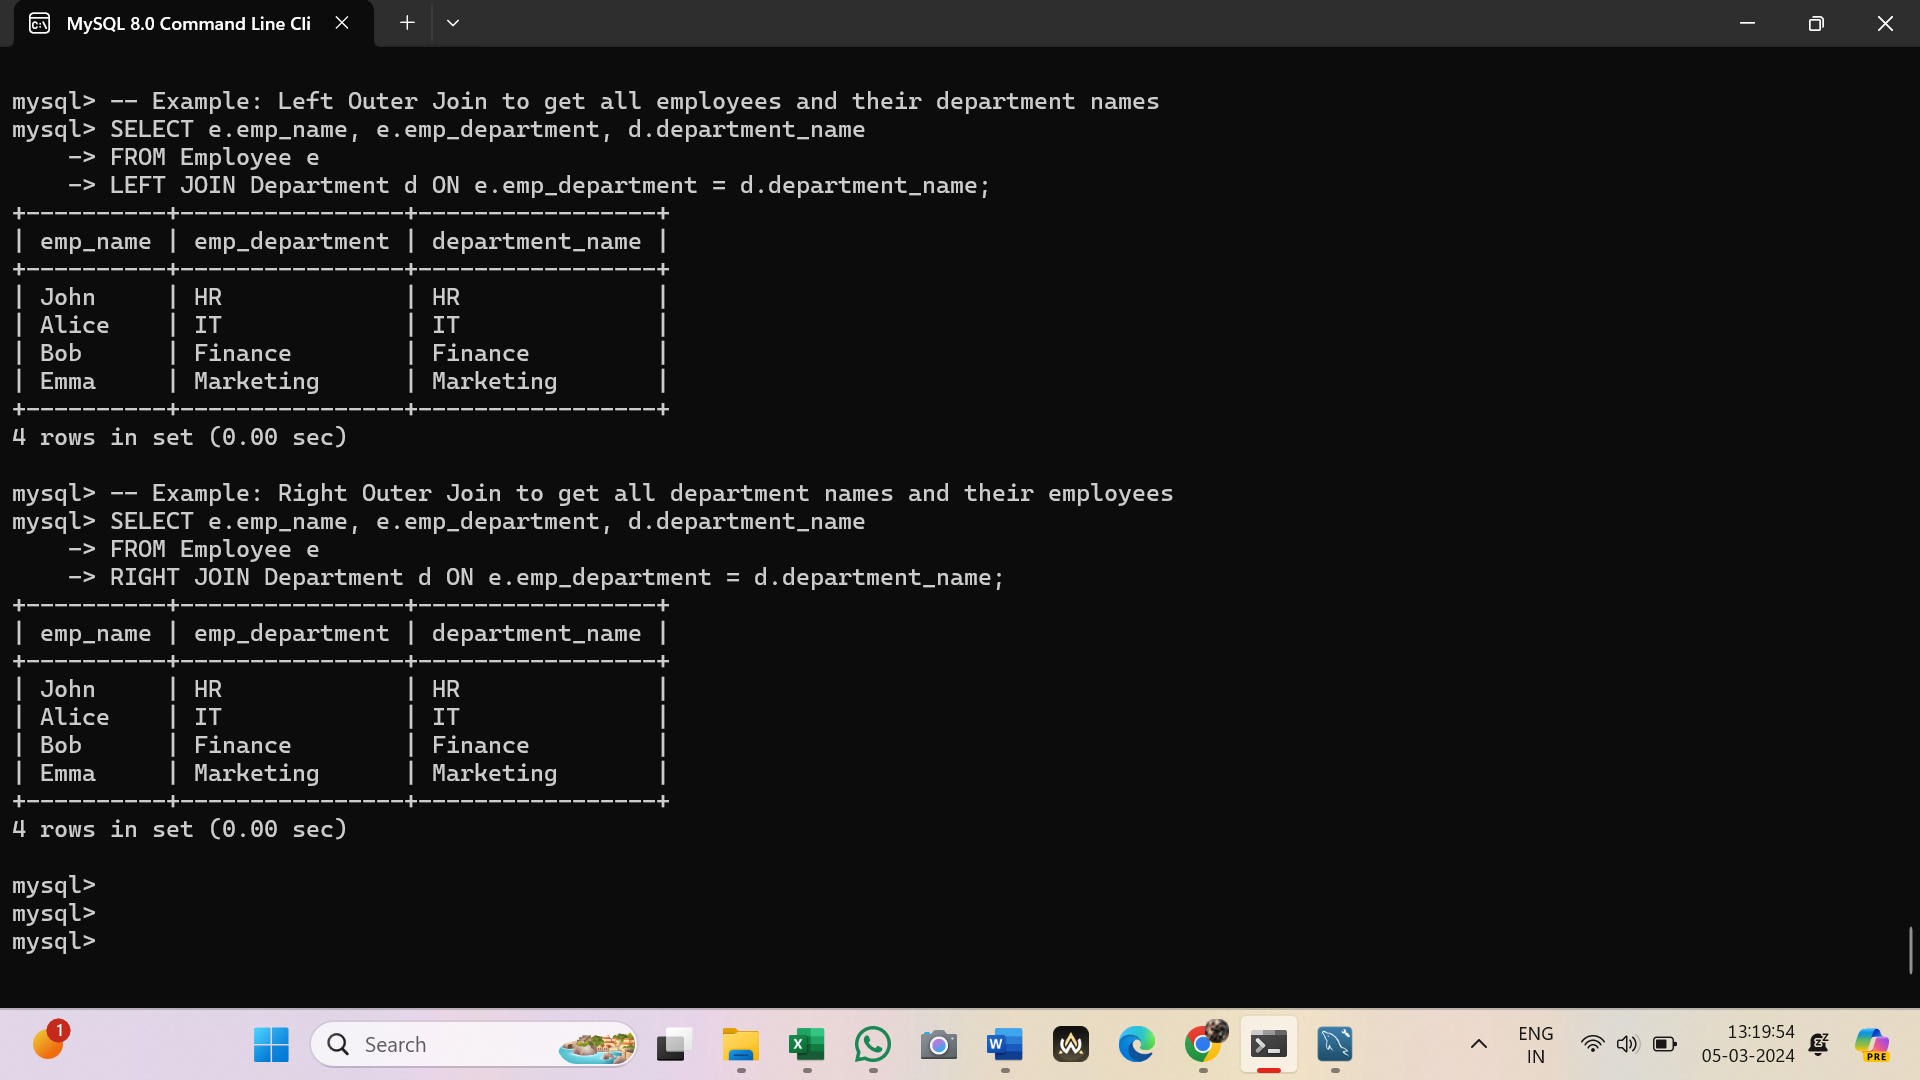 MySQL 8.0 Command Line Cli
mysql> -- Example: Left Outer Join to get all employees and their department names
mysql> SELECT e.emp_name, e.emp_department, d.department_name
    -> FROM Employee e
    -> LEFT JOIN Department d ON e.emp_department = d.department_name;
+----------+----------------+-----------------+
| emp_name | emp_department | department_name |
+----------+----------------+-----------------+
| John     | HR             | HR              |
| Alice    | IT             | IT              |
| Bob      | Finance        | Finance         |
| Emma     | Marketing      | Marketing       |
+----------+----------------+-----------------+
4 rows in set (0.00 sec)
mysql> -- Example: Right Outer Join to get all department names and their employees
mysql> SELECT e.emp_name, e.emp_department, d.department_name
    -> FROM Employee e
    -> RIGHT JOIN Department d ON e.emp_department = d.department_name;
+----------+----------------+-----------------+
| emp_name | emp_department | department_name |
+----------+----------------+-----------------+
| John     | HR             | HR              |
| Alice    | IT             | IT              |
| Bob      | Finance        | Finance         |
| Emma     | Marketing      | Marketing       |
+----------+----------------+-----------------+
4 rows in set (0.00 sec)
mysql>
mysql>
mysql>
1
Search
ENG
IN
13:19:54
05-03-2024
PRE